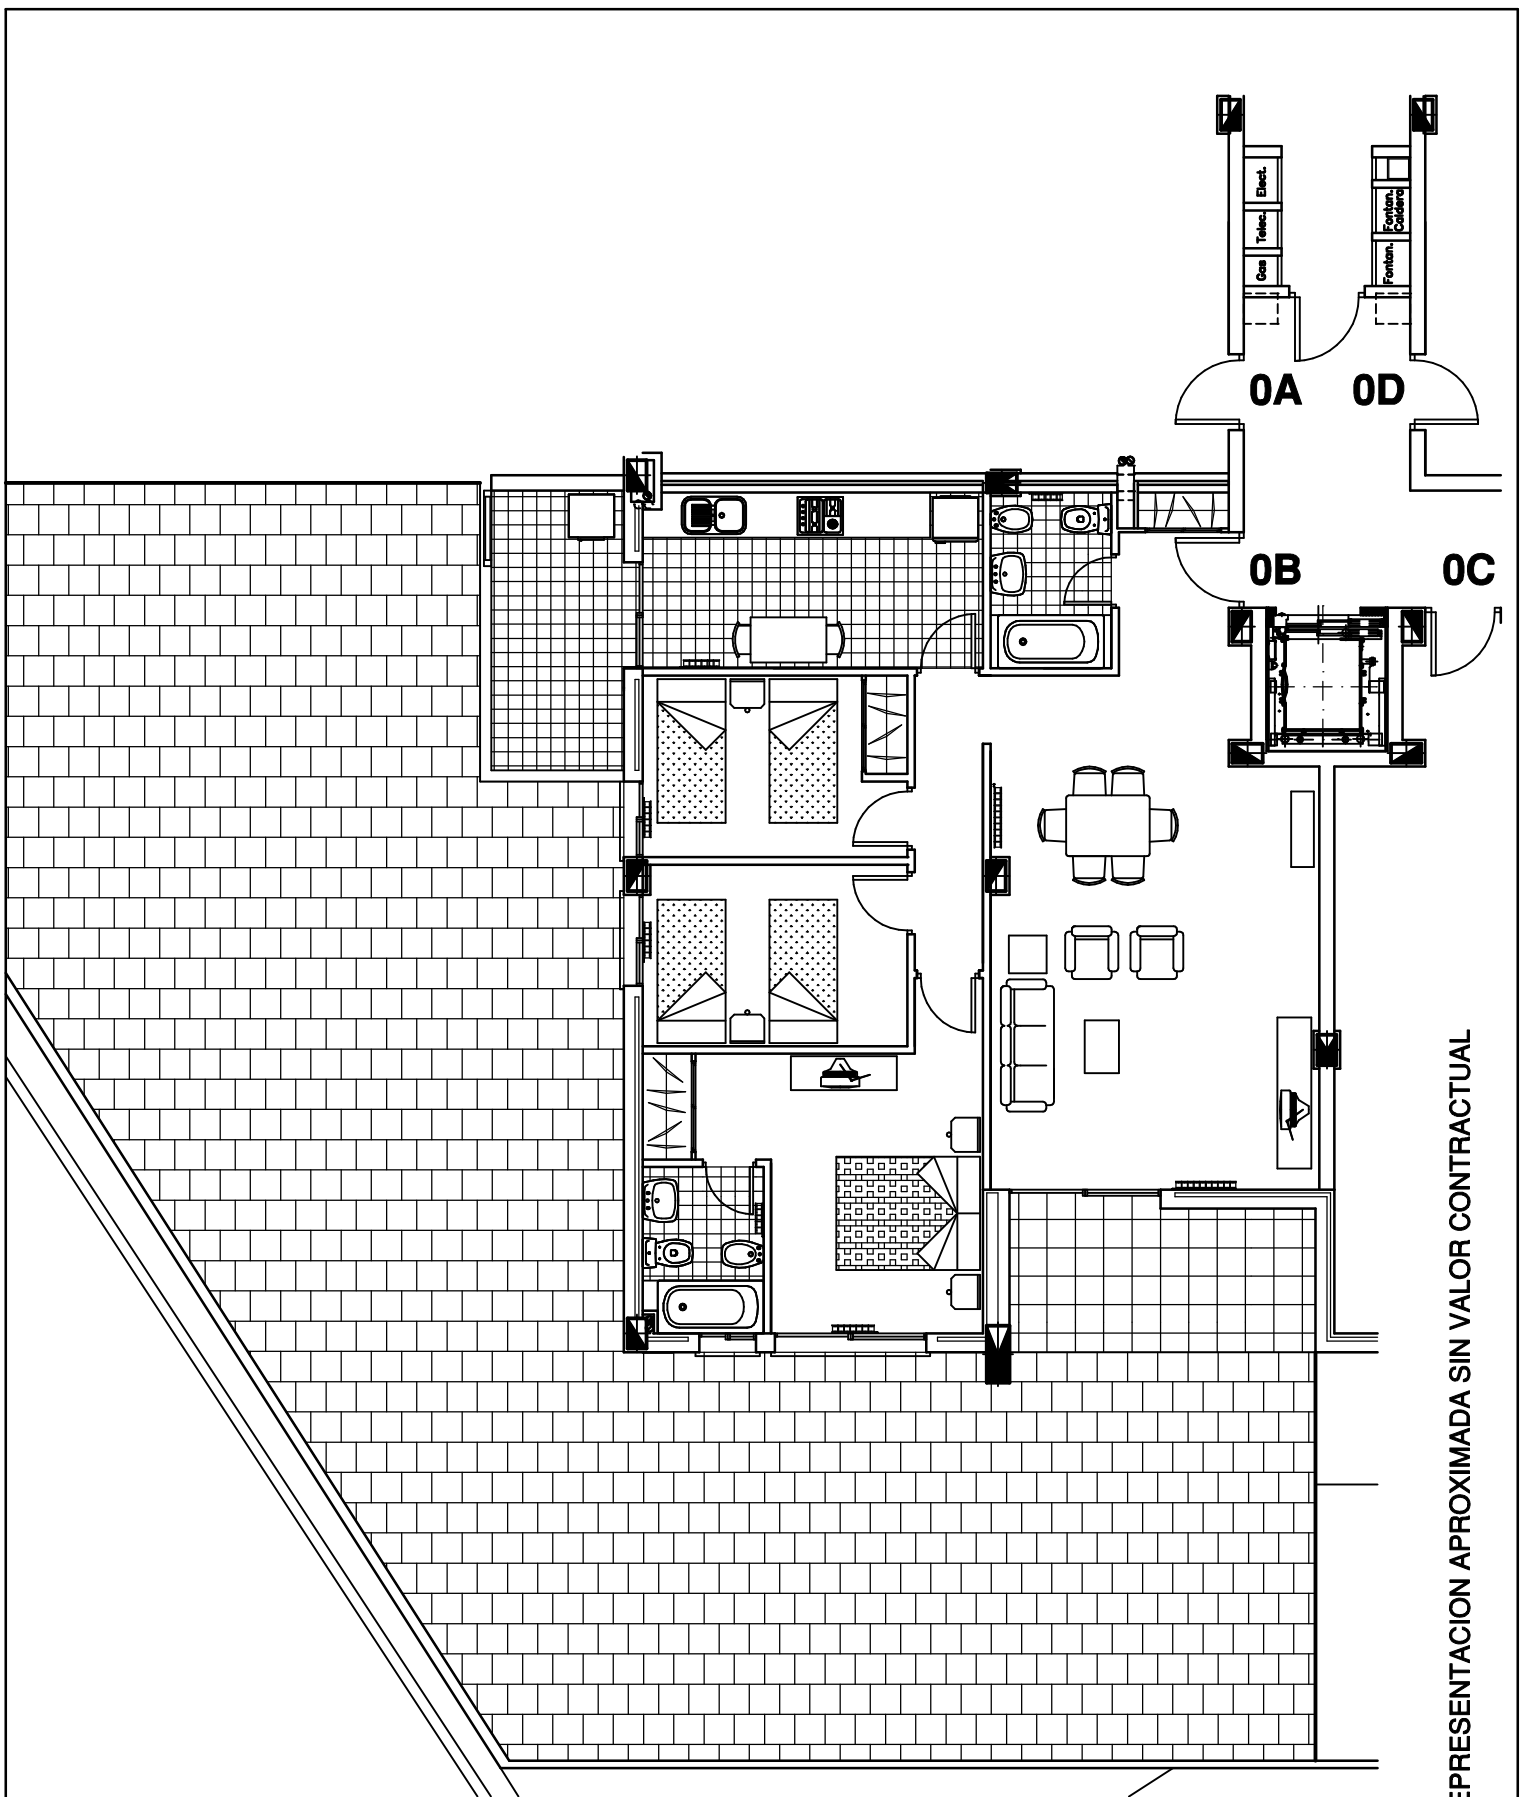 Elect.
Telec.
Gas
Fontan.
Caldera
Fontan.
0A
0D
0B
0C
EPRESENTACION APROXIMADA SIN VALOR CONTRACTUAL